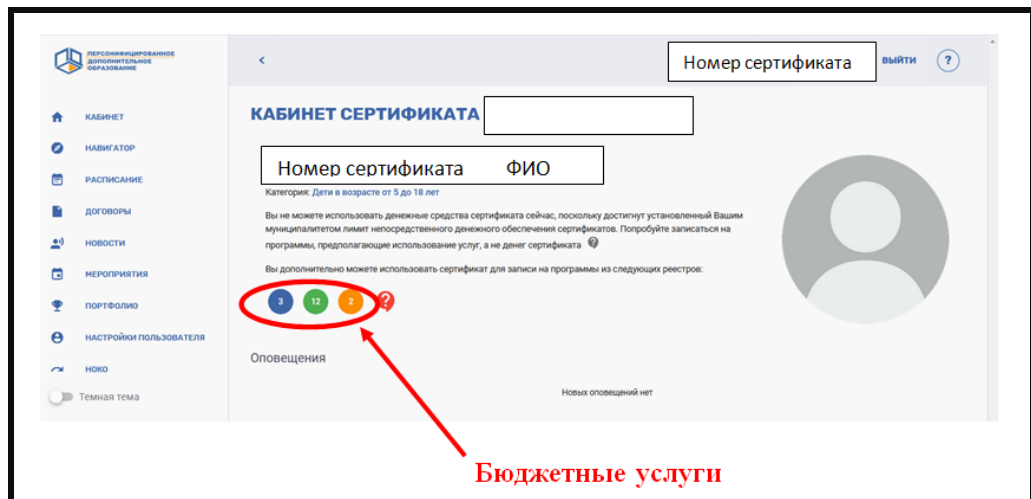 ПЕРСОНИФИЦИРОВАННОЕ
ДОПОЛНИТЕЛЬНОЕ
ОБРАЗОВАНИЕ
<
Номер сертификата
ВЫЙТИ
?
КАБИНЕТ
НАВИГАТОР
РАСПИСАНИЕ
ДОГОВОРЫ
НОВОСТИ
МЕРОПРИЯТИЯ
ПОРТФОЛИО
НАСТРОЙКИ ПОЛЬЗОВАТЕЛЯ
НОКО
Темная тема
КАБИНЕТ СЕРТИФИКАТА
Номер сертификата ФИО
Категория: Дети в возрасте от 5 до 18 лет
Вы не можете использовать денежные средства сертификата сейчас, поскольку достигнут установленный Вашим
муниципалитетом лимит непосредственного денежного обеспечения сертификатов. Попробуйте записаться на
программы, предполагающие использование услуг, а не денег сертификата ?
Вы дополнительно можете использовать сертификат для записи на программы из следующих реестров:
3 12 2 ?
Оповещения
Новых оповещений нет
Бюджетные услуги